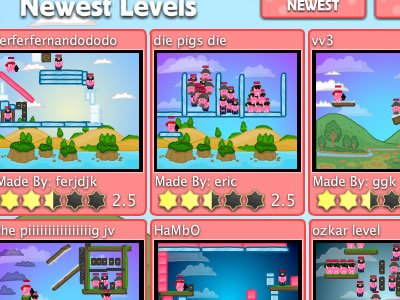 Newest Levels
NEWEST
erferfernandododo
die pigs die
vv3
Made By: ferjdjk
Made By: eric
Made By: ggk
2.5
2.5
he piiiiiiiiiiiiiiig jv
HaMbO
ozkar level